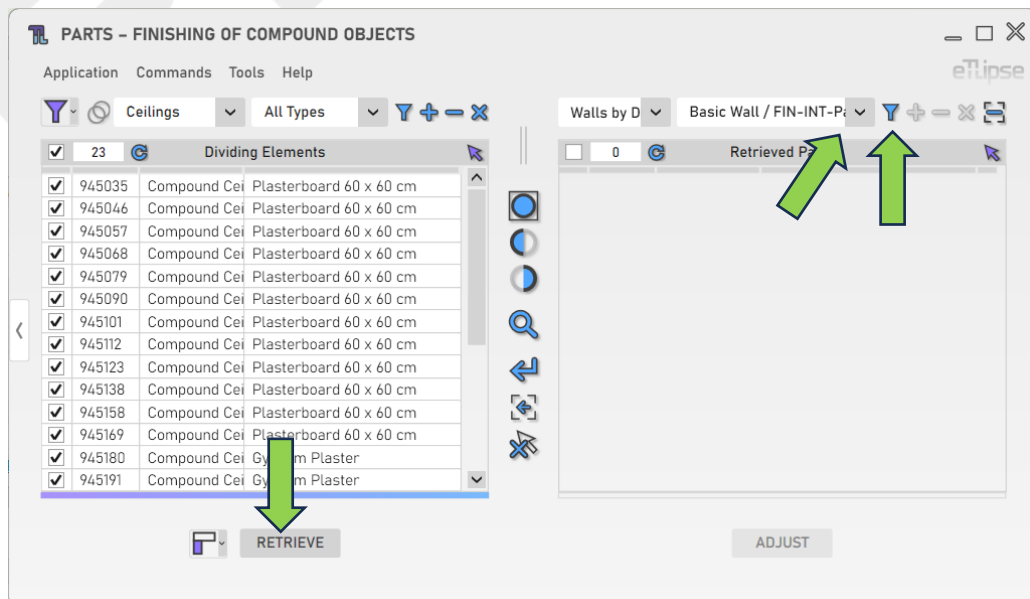 PARTS – FINISHING OF COMPOUND OBJECTS
Application Commands Tools Help
eTLipse
Ceilings All Types Walls by D Basic Wall / FIN-INT-Pa
23 Dividing Elements 0 Retrieved Pa
945035 Compound Cei Plasterboard 60 x 60 cm
945046 Compound Cei Plasterboard 60 x 60 cm
945057 Compound Cei Plasterboard 60 x 60 cm
945068 Compound Cei Plasterboard 60 x 60 cm
945079 Compound Cei Plasterboard 60 x 60 cm
945090 Compound Cei Plasterboard 60 x 60 cm
945101 Compound Cei Plasterboard 60 x 60 cm
945112 Compound Cei Plasterboard 60 x 60 cm
945123 Compound Cei Plasterboard 60 x 60 cm
945138 Compound Cei Plasterboard 60 x 60 cm
945158 Compound Cei Plasterboard 60 x 60 cm
945169 Compound Cei Plasterboard 60 x 60 cm
945180 Compound Cei Plaster
945191 Compound Cei Plaster
RETRIEVE ADJUST